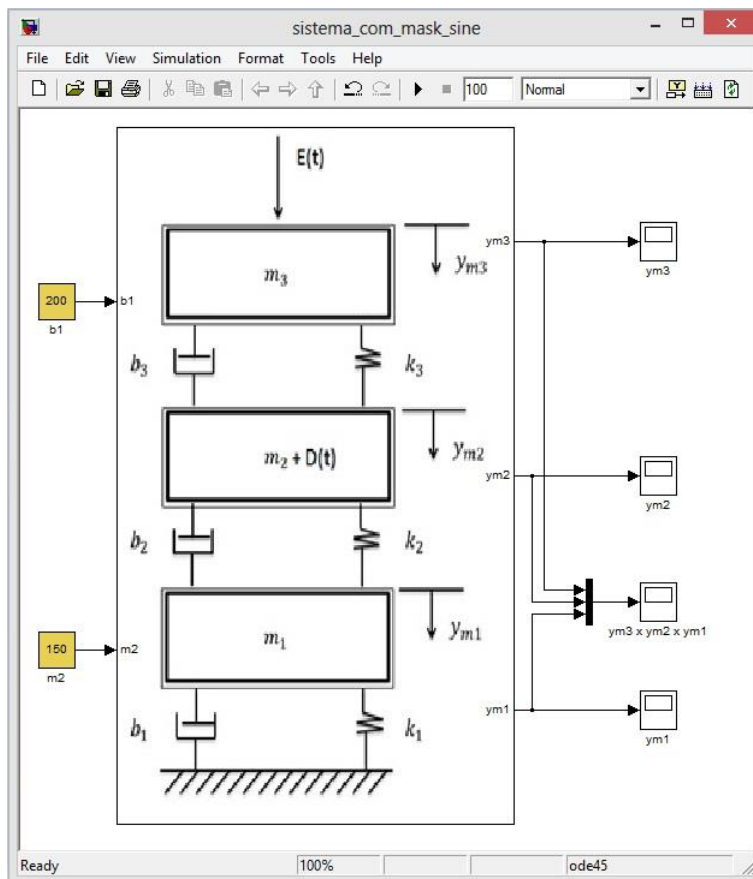 sistema_com_mask_sine
File Edit View Simulation Format Tools Help
100 Normal
E(t)
m₃
yₘ₃
ym3
ym3
200
b1
b1
b₃
k₃
m₂ + D(t)
yₘ₂
ym2
ym2
b₂
k₂
m₁
yₘ₁
ym3 x ym2 x ym1
150
m2
m2
b₁
k₁
ym1
ym1
Ready 100% ode45